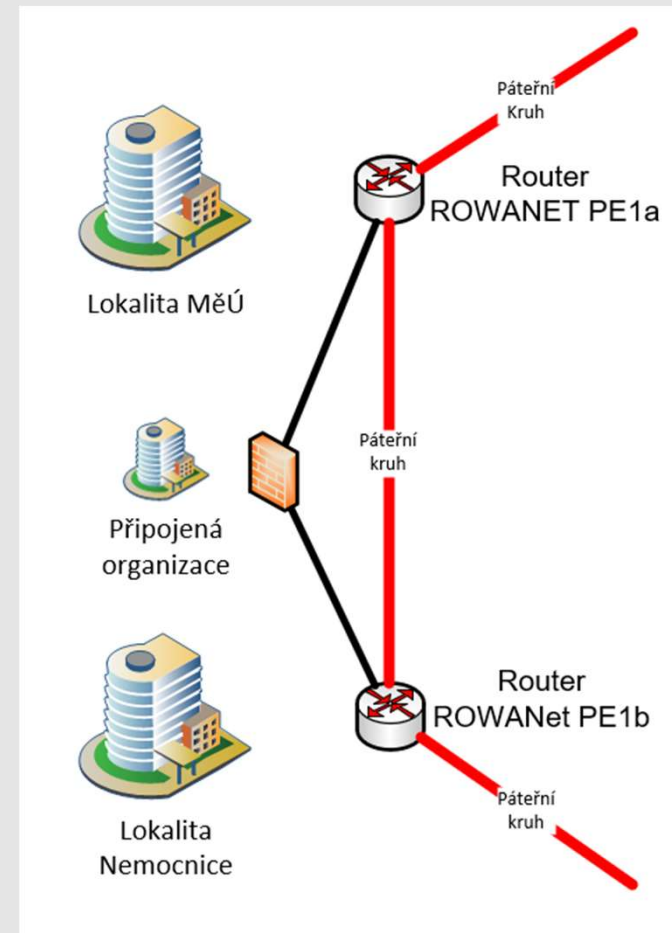 Páteřní
Kruh
Router
ROWANET PE1a
Lokalita MěÚ
Páteřní
kruh
Připojená
organizace
Router
ROWANet PE1b
Páteřní
kruh
Lokalita
Nemocnice